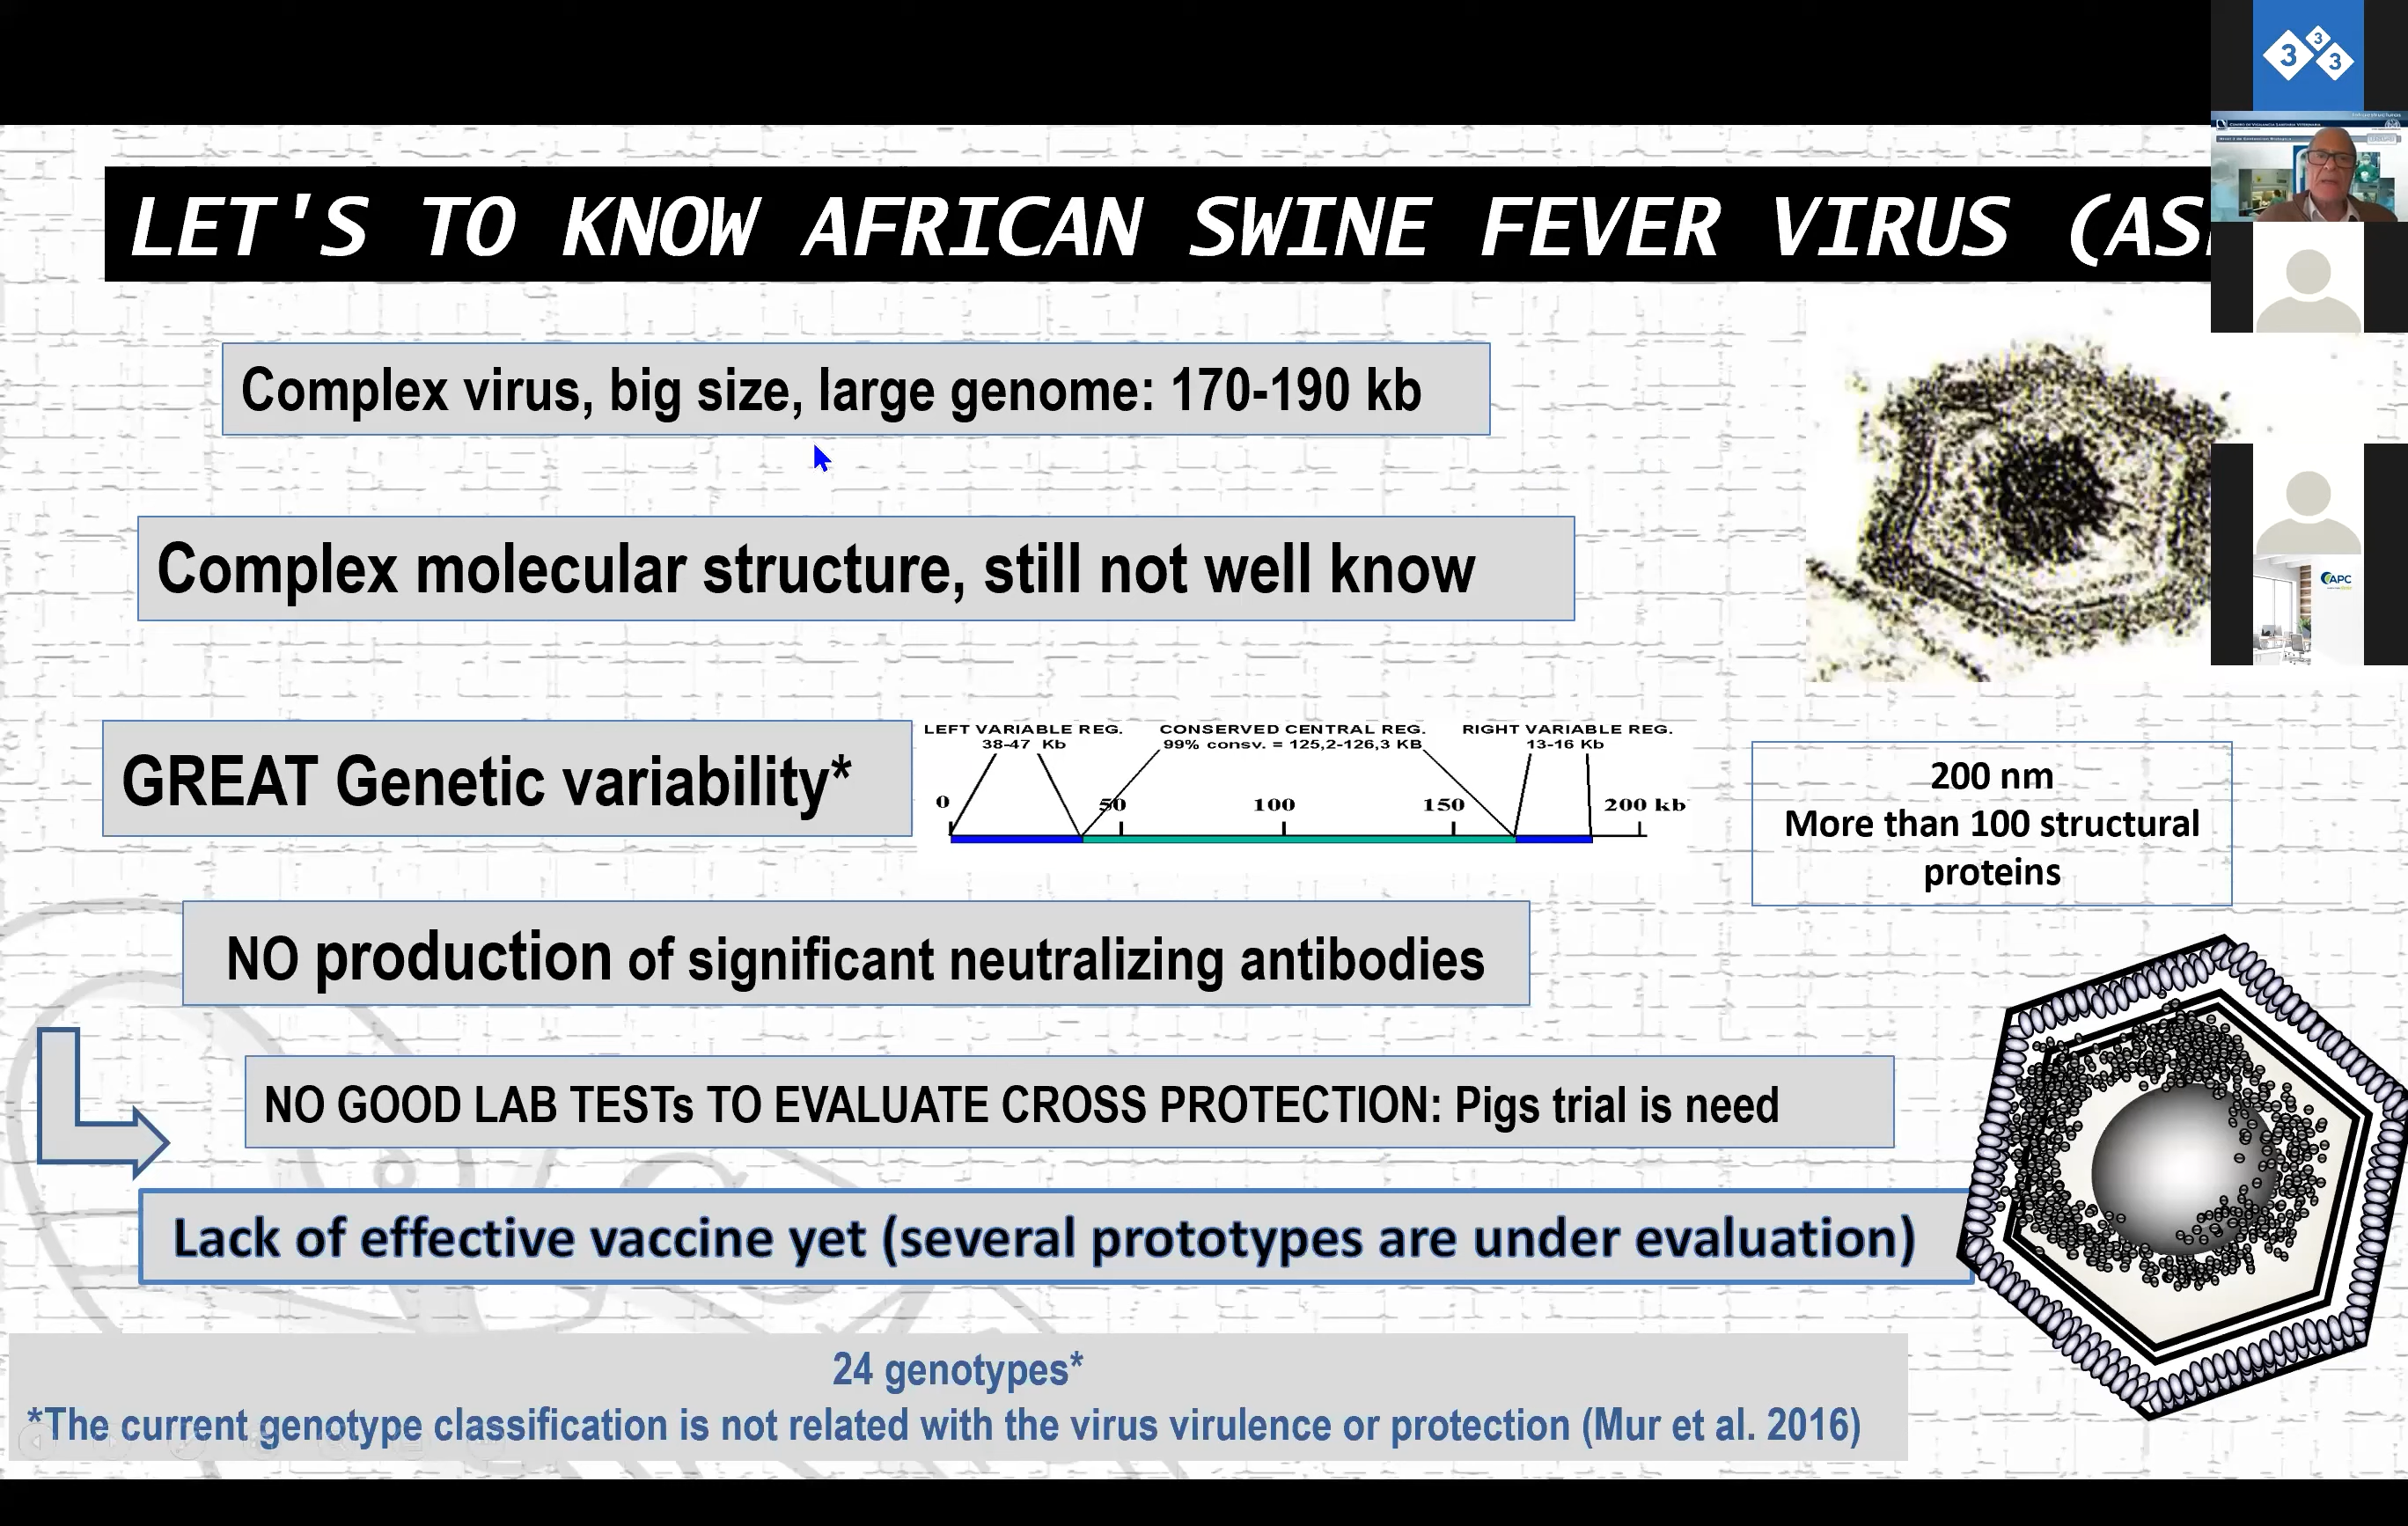 LET'S TO KNOW AFRICAN SWINE FEVER VIRUS (AS
3 3 3
Complex virus, big size, large genome: 170-190 kb
Complex molecular structure, still not well know
APC
GREAT Genetic variability*
LEFT VARIABLE REG.
38-47 Kb
CONSERVED CENTRAL REG.
99% consv. = 125,2-126,3 KB
RIGHT VARIABLE REG.
13-16 Kb
0 50 100 150 200 kb
200 nm
More than 100 structural
proteins
NO production of significant neutralizing antibodies
NO GOOD LAB TESTs TO EVALUATE CROSS PROTECTION: Pigs trial is need
Lack of effective vaccine yet (several prototypes are under evaluation)
24 genotypes*
*The current genotype classification is not related with the virus virulence or protection (Mur et al. 2016)